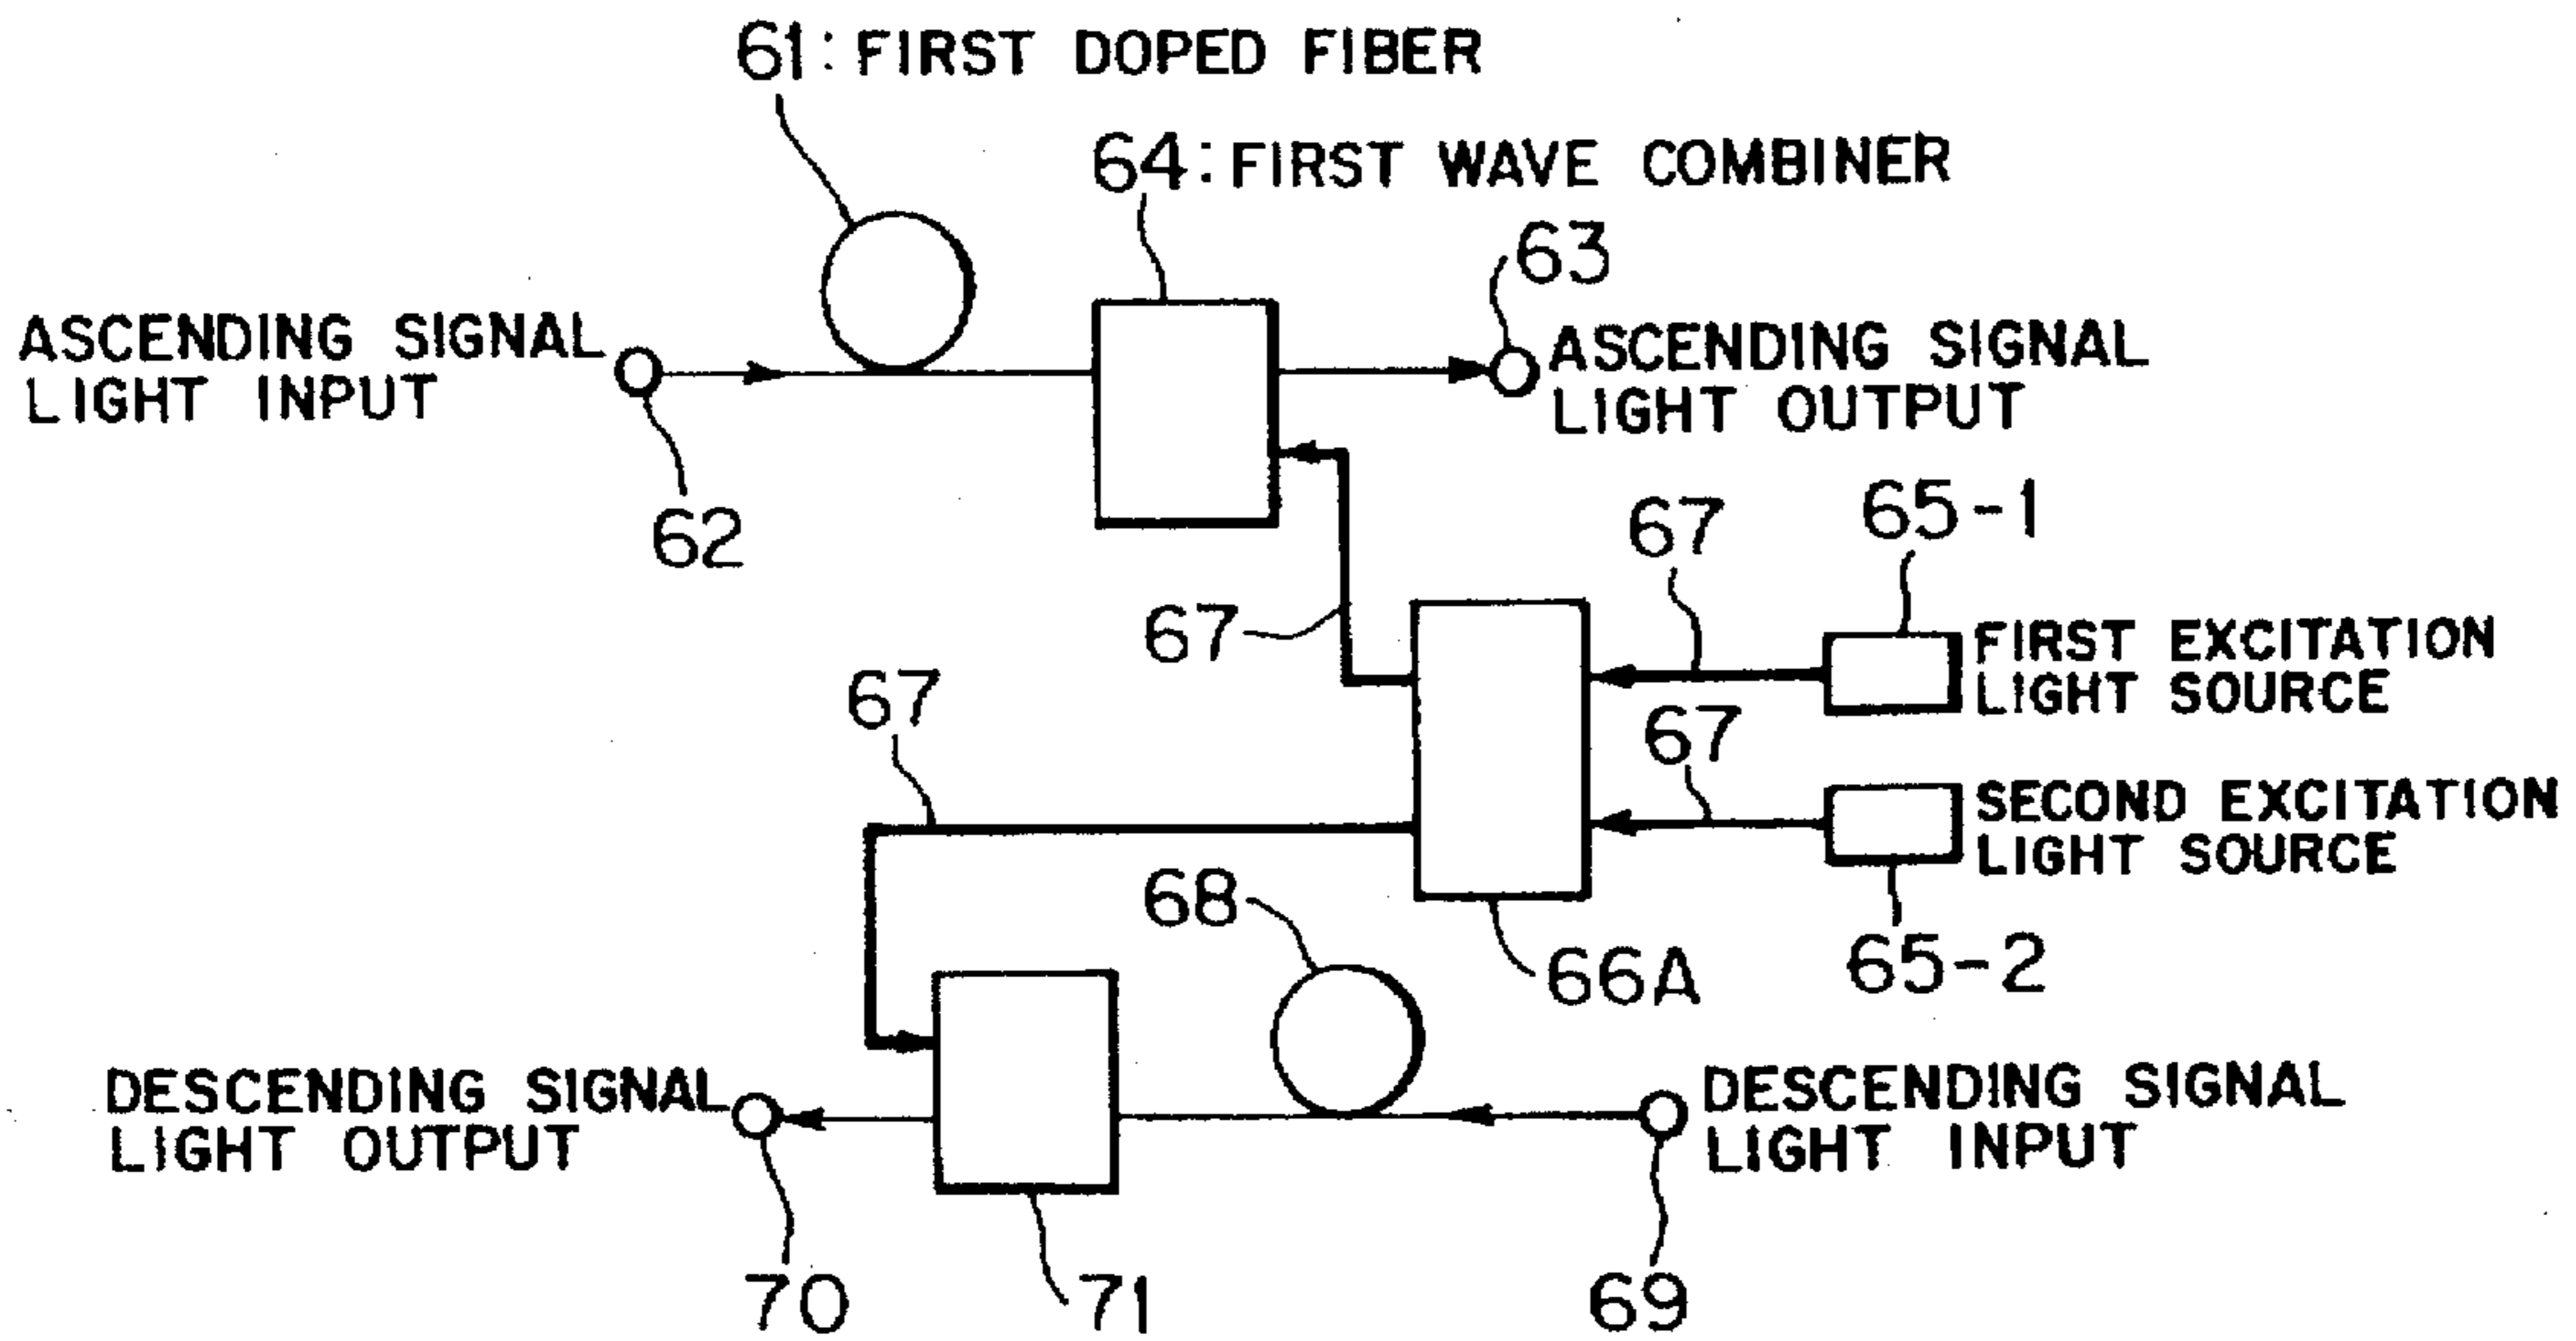 61: FIRST DOPED FIBER
64: FIRST WAVE COMBINER
63
ASCENDING SIGNAL
LIGHT INPUT
ASCENDING SIGNAL
LIGHT OUTPUT
62
65-1
67
67
FIRST EXCITATION
LIGHT SOURCE
67
67
SECOND EXCITATION
LIGHT SOURCE
68
66A
65-2
DESCENDING SIGNAL
LIGHT OUTPUT
DESCENDING SIGNAL
LIGHT INPUT
70
71
69